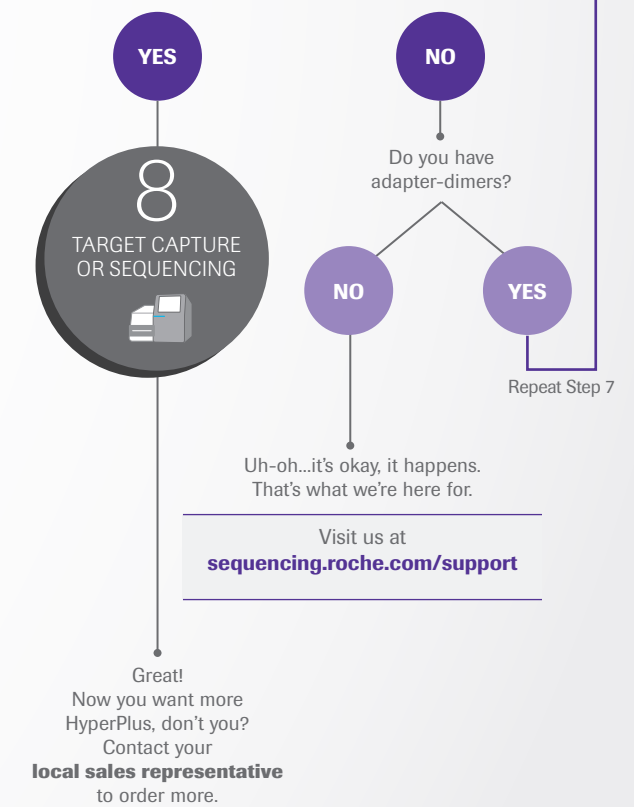 YES
NO
Do you have
adapter-dimers?
8
TARGET CAPTURE
OR SEQUENCING
NO
YES
Repeat Step 7
Uh-oh...it's okay, it happens.
That's what we're here for.
Visit us at
sequencing.roche.com/support
Great!
Now you want more
HyperPlus, don't you?
Contact your
local sales representative
to order more.